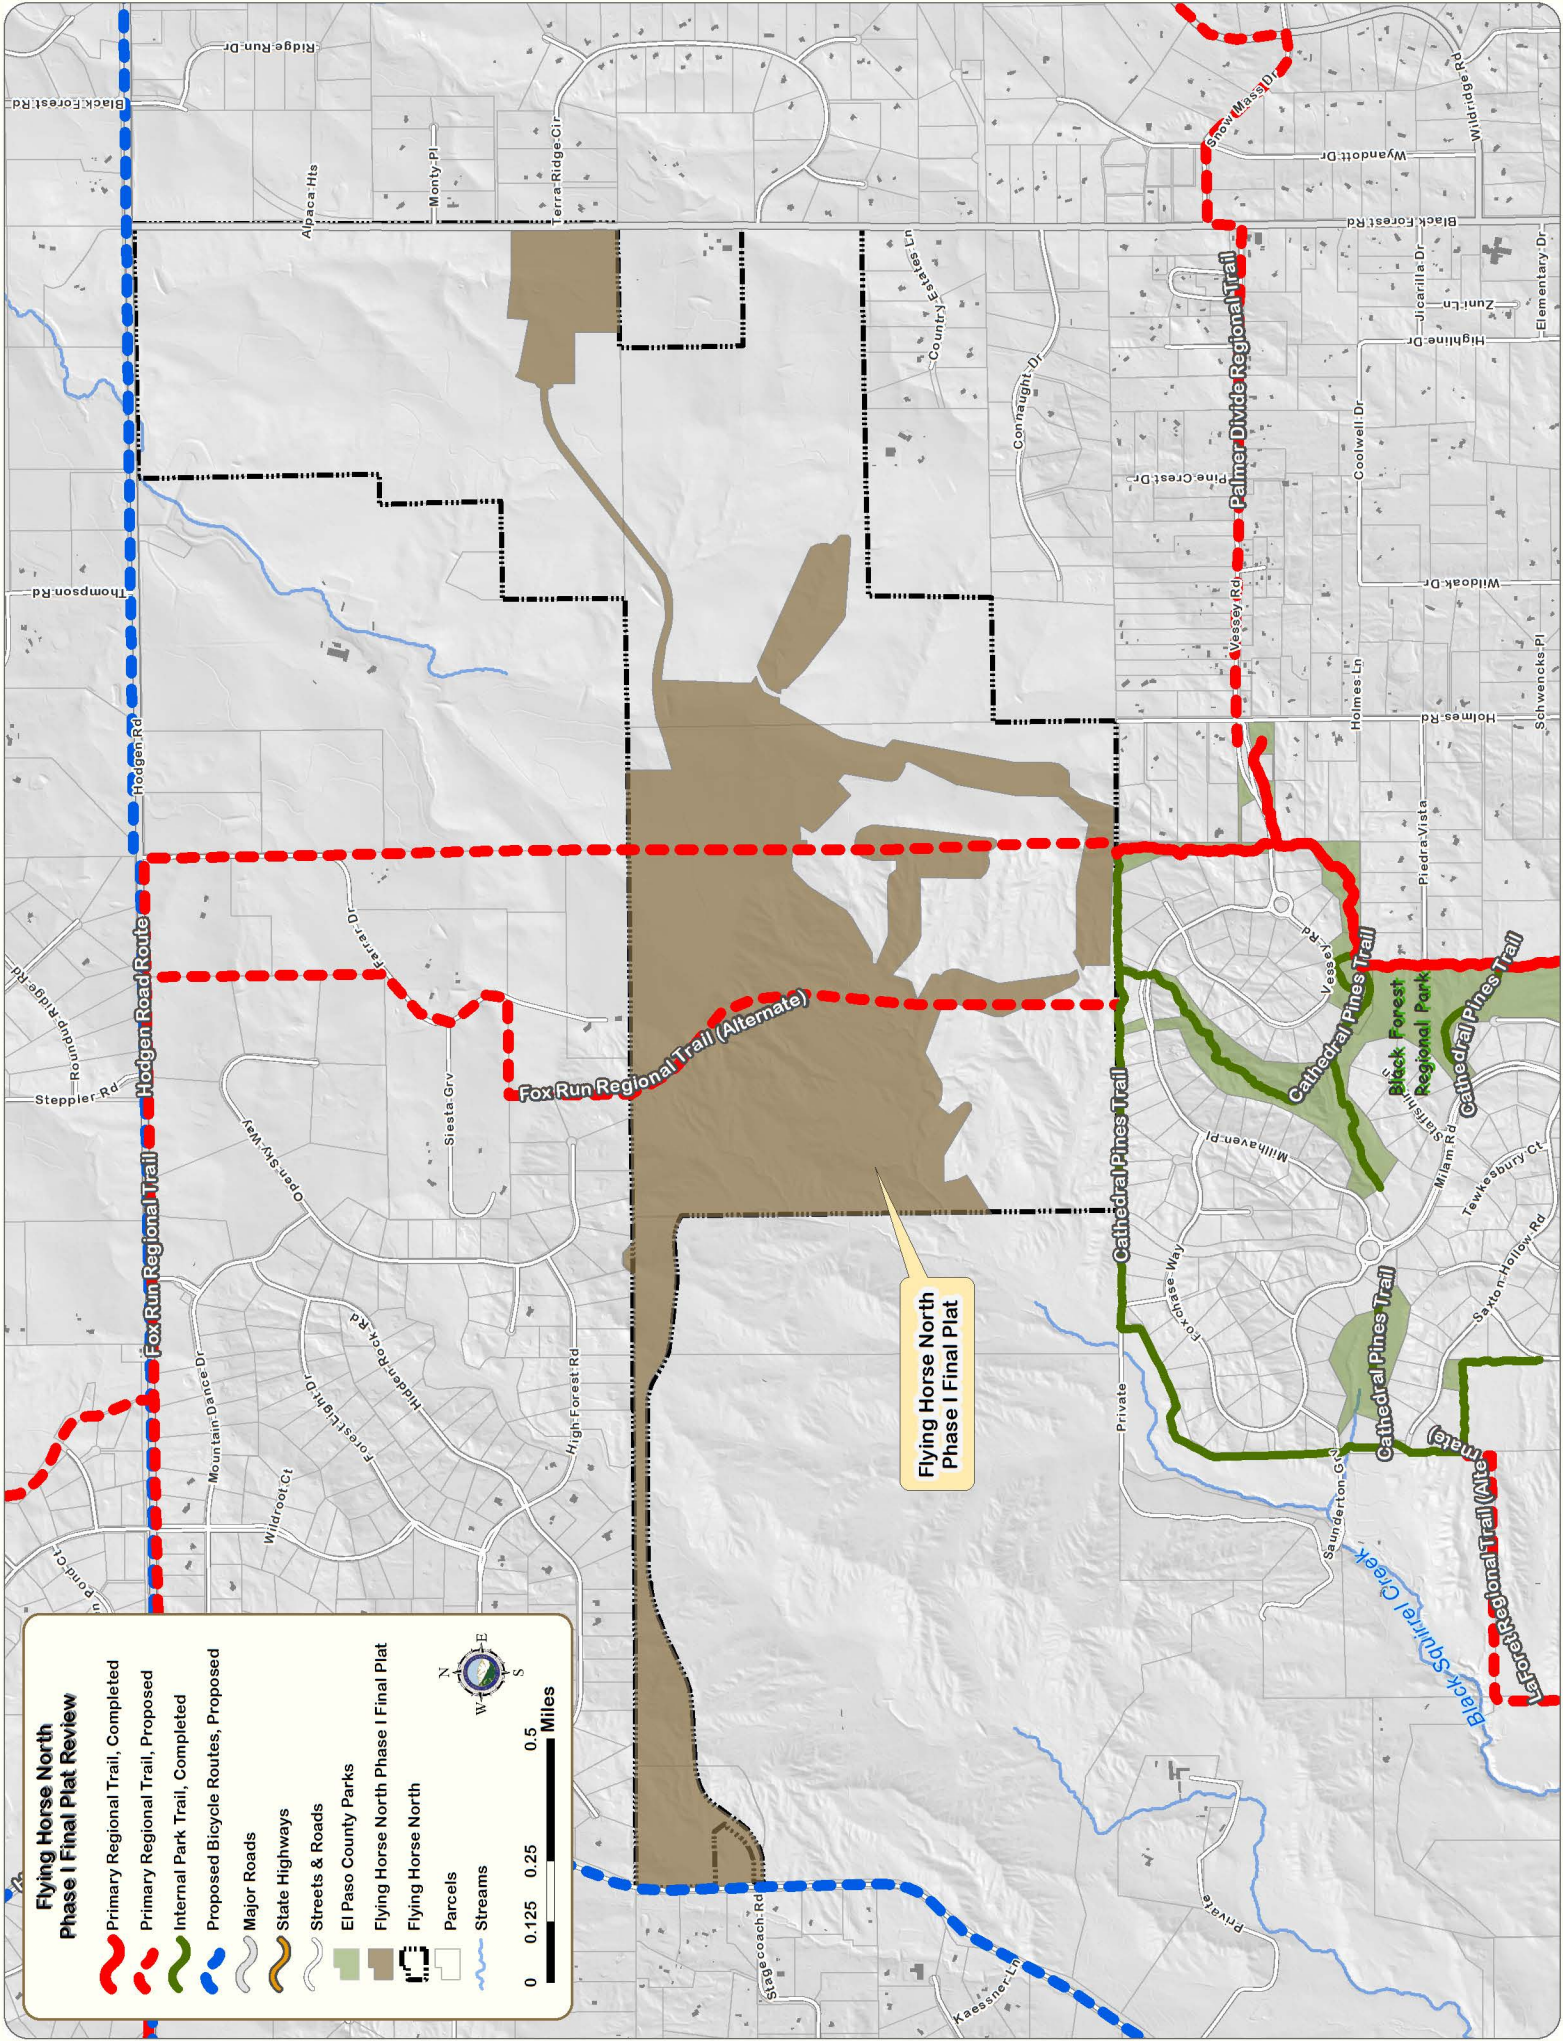 Flying Horse North
Phase I Final Plat Review
Primary Regional Trail, Completed
Primary Regional Trail, Proposed
Internal Park Trail, Completed
Proposed Bicycle Routes, Proposed
Major Roads
State Highways
Streets & Roads
El Paso County Parks
Flying Horse North Phase I Final Plat
Flying Horse North
Parcels
Streams
N
W
E
S
0
0.125
0.25
0.5
Miles
Pond Ct
Steppler Rd
Roundup Ridge Rd
Thompson Rd
Black Forest Rd
Ridge Run Dr
Hodgen Road Route
Fox Run Regional Trail
Hodgen Rd
Mountain Dance Dr
Wildroot Ct
Forest Light Dr
Hidden Rock Rd
Open Sky Way
High Forest Rd
Siesta Grv
Farrar Dr
Alpaca Hts
Monty Pl
Terra Ridge Cir
Fox Run Regional Trail (Alternate)
Flying Horse North
Phase I Final Plat
Stagecoach Rd
Kaessner Ln
Private
Private
Country Estates Ln
Connaught Dr
Pine Crest Dr
Cathedral Pines Trail
Foxchase Way
Milhaven Pl
Vessey Rd
Vessey Rd
Palmer Divide Regional Trail
Snow Mass Dr
Wyandott Dr
Wildridge Rd
Black Forest Rd
Jicarilla Dr
Zuni Ln
Highline Dr
Elementary Dr
Coolwell Dr
Wildoak Dr
Holmes Ln
Holmes Rd
Schwencks Pl
Piedra Vista
Cathedral Pines Trail
Cathedral Pines Trail
Cathedral Pines Trail
Black Forest
Regional Park
Milam Rd
Tewkesbury Ct
Saxton Hollow Rd
Saunderton Grv
Black Squirrel Creek
LaForet Regional Trail (Alternate)